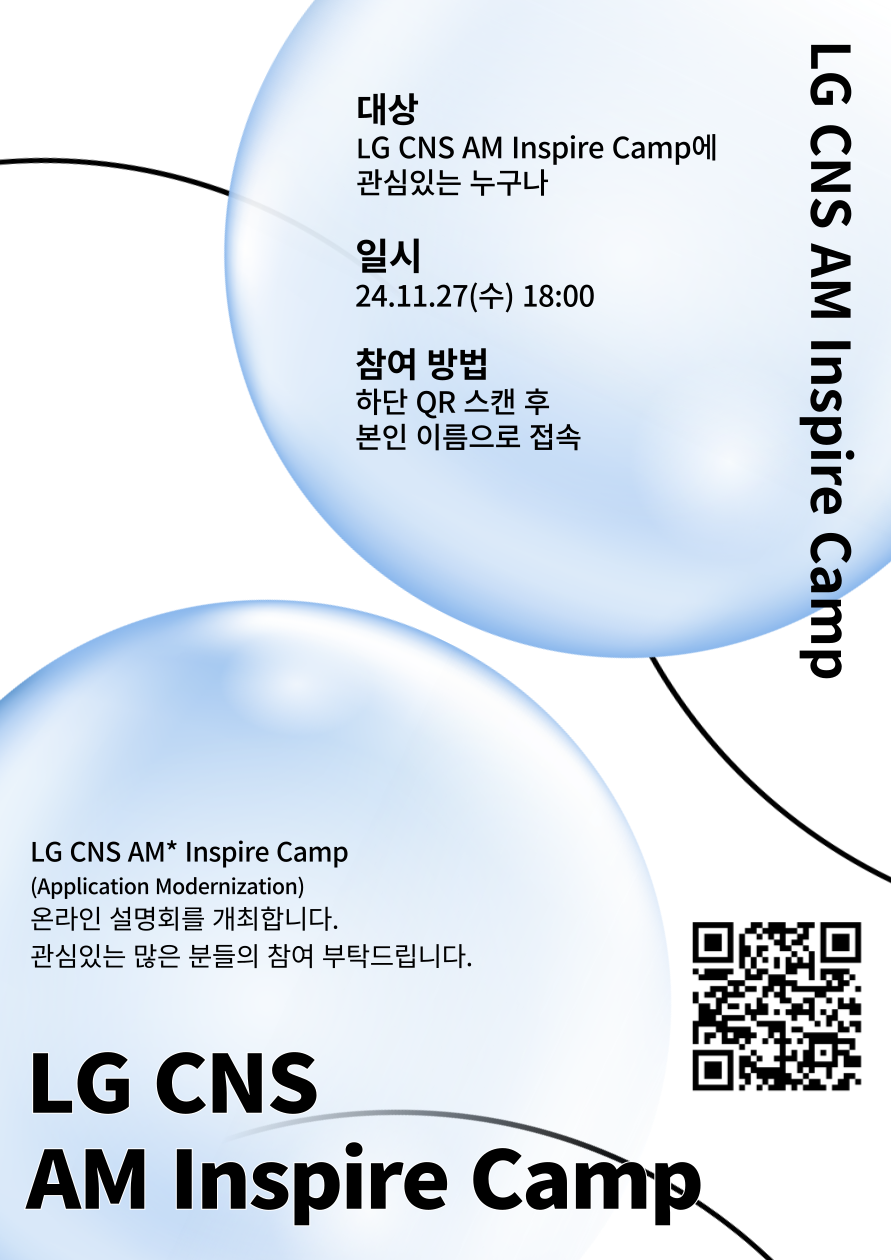 LG CNS AM Inspire Camp
대상
LG CNS AM Inspire Camp에
관심있는 누구나
일시
24.11.27(수) 18:00
참여 방법
하단 QR 스캔 후
본인 이름으로 접속
LG CNS AM* Inspire Camp
(Application Modernization)
온라인 설명회를 개최합니다.
관심있는 많은 분들의 참여 부탁드립니다.
LG CNS
AM Inspire Camp